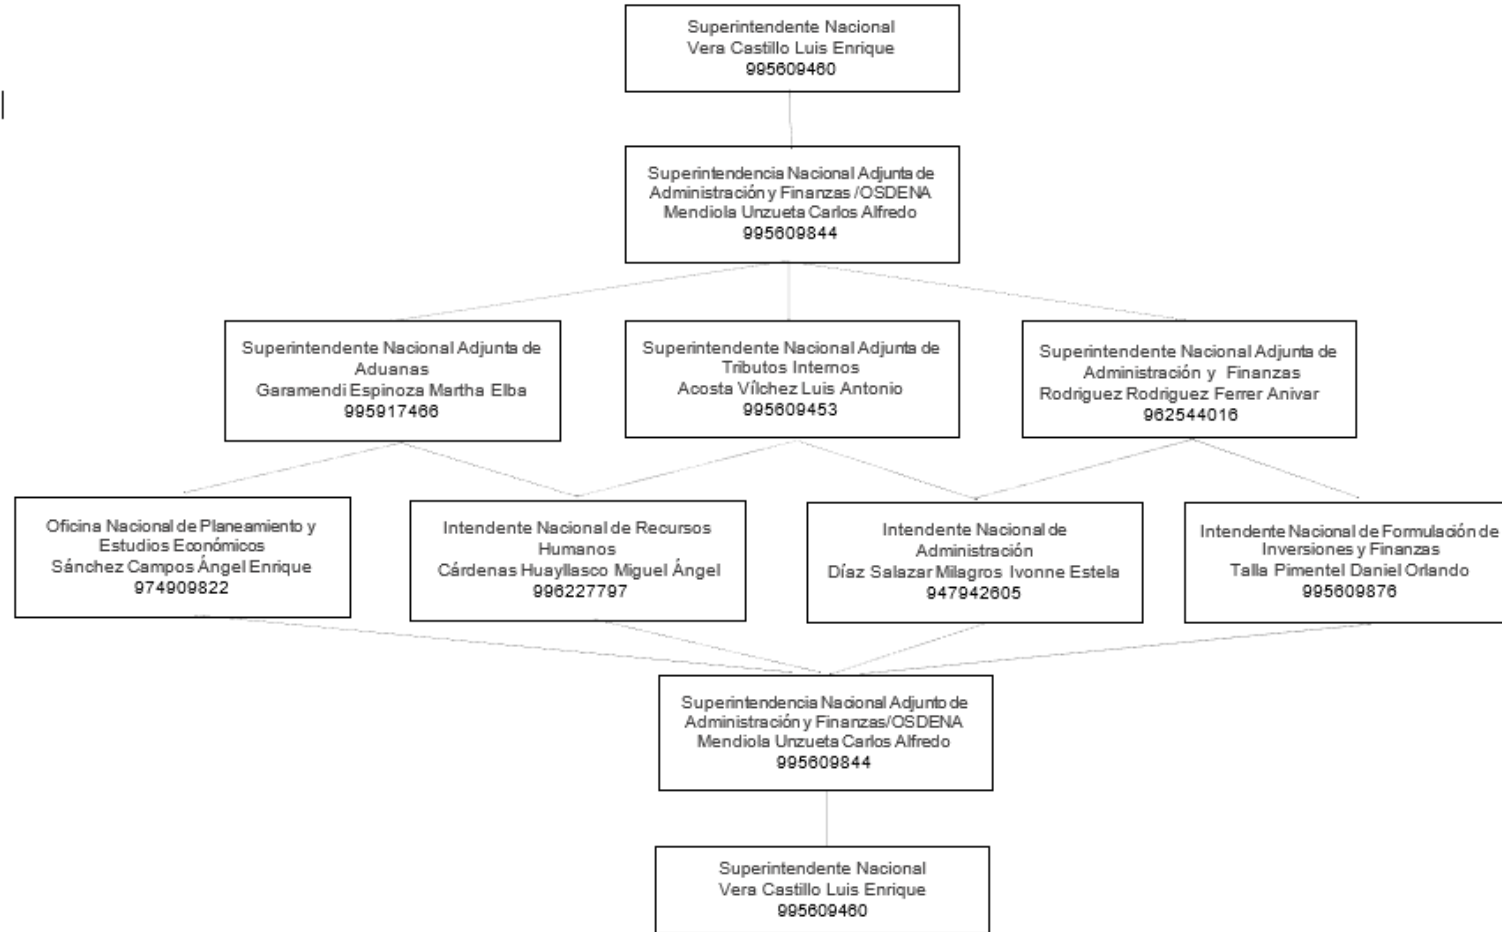 Superintendente Nacional
Vera Castillo Luis Enrique
995609460
Superintendencia Nacional Adjunta de
Administración y Finanzas /OSDENA
Mendiola Unzueta Carlos Alfredo
995609844
Superintendente Nacional Adjunta de
Aduanas
Garamendi Espinoza Martha Elba
995917466
Superintendente Nacional Adjunta de
Tributos Internos
Acosta Vílchez Luis Antonio
995609453
Superintendente Nacional Adjunta de
Administración y Finanzas
Rodriguez Rodriguez Ferrer Anivar
962544016
Oficina Nacional de Planeamiento y
Estudios Económicos
Sánchez Campos Ángel Enrique
974909822
Intendente Nacional de Recursos
Humanos
Cárdenas Huayllasco Miguel Ángel
996227797
Intendente Nacional de
Administración
Díaz Salazar Milagros Ivonne Estela
947942605
Intendente Nacional de Formulación de
Inversiones y Finanzas
Talla Pimentel Daniel Orlando
995609876
Superintendencia Nacional Adjunto de
Administración y Finanzas/OSDENA
Mendiola Unzueta Carlos Alfredo
995609844
Superintendente Nacional
Vera Castillo Luis Enrique
995609460